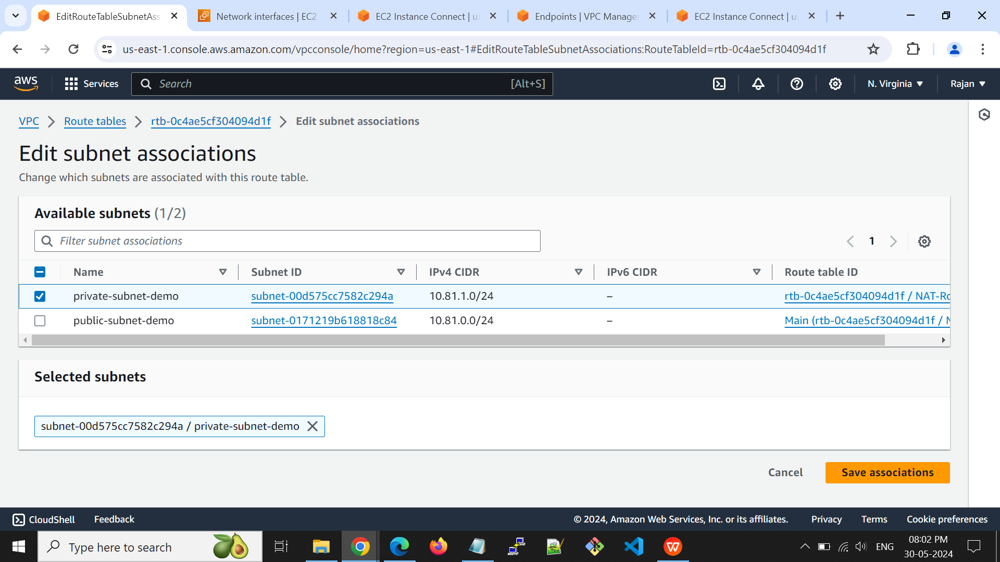 EditRouteTableSubnetAss
Network interfaces | EC2
EC2 Instance Connect | us
Endpoints | VPC Manage
EC2 Instance Connect | us
us-east-1.console.aws.amazon.com/vpcconsole/home?region=us-east-1#EditRouteTableSubnetAssociations:RouteTableId=rtb-0c4ae5cf304094d1f
aws
Services
Search
[Alt+S]
N. Virginia
Rajan
VPC
Route tables
rtb-0c4ae5cf304094d1f
Edit subnet associations
Edit subnet associations
Change which subnets are associated with this route table.
Available subnets (1/2)
Filter subnet associations
1
Name
Subnet ID
IPv4 CIDR
IPv6 CIDR
Route table ID
private-subnet-demo
subnet-00d575cc7582c294a
10.81.1.0/24
–
rtb-0c4ae5cf304094d1f / NAT-Ro
public-subnet-demo
subnet-0171219b618818c84
10.81.0.0/24
–
Main (rtb-0c4ae5cf304094d1f / N
Selected subnets
subnet-00d575cc7582c294a / private-subnet-demo
Cancel
Save associations
CloudShell
Feedback
© 2024, Amazon Web Services, Inc. or its affiliates.
Privacy
Terms
Cookie preferences
Type here to search
ENG
08:02 PM
30-05-2024